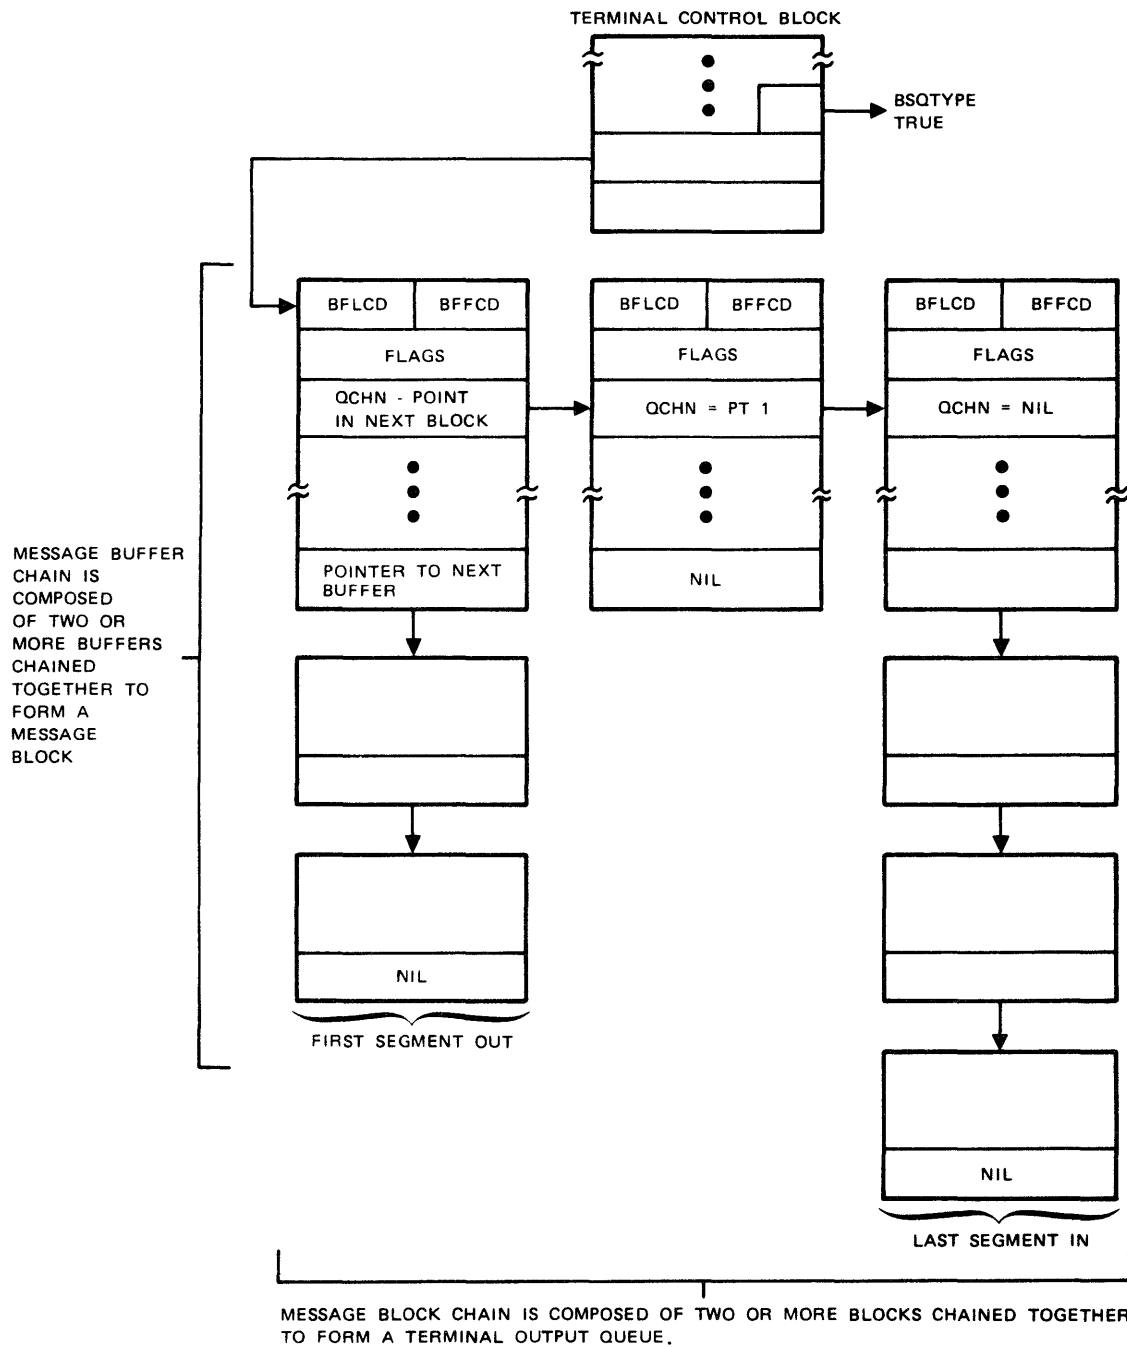 TERMINAL CONTROL BLOCK
BSQTYPE
TRUE
BFLCD BFFCD
FLAGS
QCHN - POINT
IN NEXT BLOCK
POINTER TO NEXT
BUFFER
BFLCD BFFCD
FLAGS
QCHN = PT 1
NIL
BFLCD BFFCD
FLAGS
QCHN = NIL
MESSAGE BUFFER
CHAIN IS
COMPOSED
OF TWO OR
MORE BUFFERS
CHAINED
TOGETHER TO
FORM A
MESSAGE
BLOCK
NIL
FIRST SEGMENT OUT
NIL
LAST SEGMENT IN
MESSAGE BLOCK CHAIN IS COMPOSED OF TWO OR MORE BLOCKS CHAINED TOGETHER
TO FORM A TERMINAL OUTPUT QUEUE.